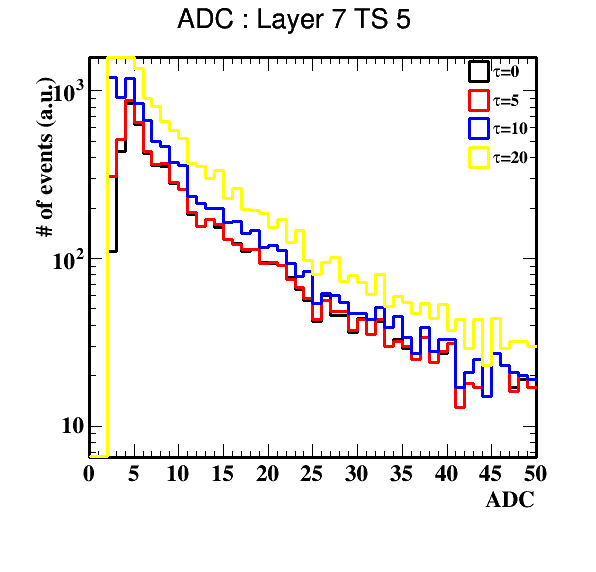 ADC : Layer 7 TS 5
# of events (a.u.)
10³
10²
10
τ=0
τ=5
τ=10
τ=20
0 5 10 15 20 25 30 35 40 45 50
ADC